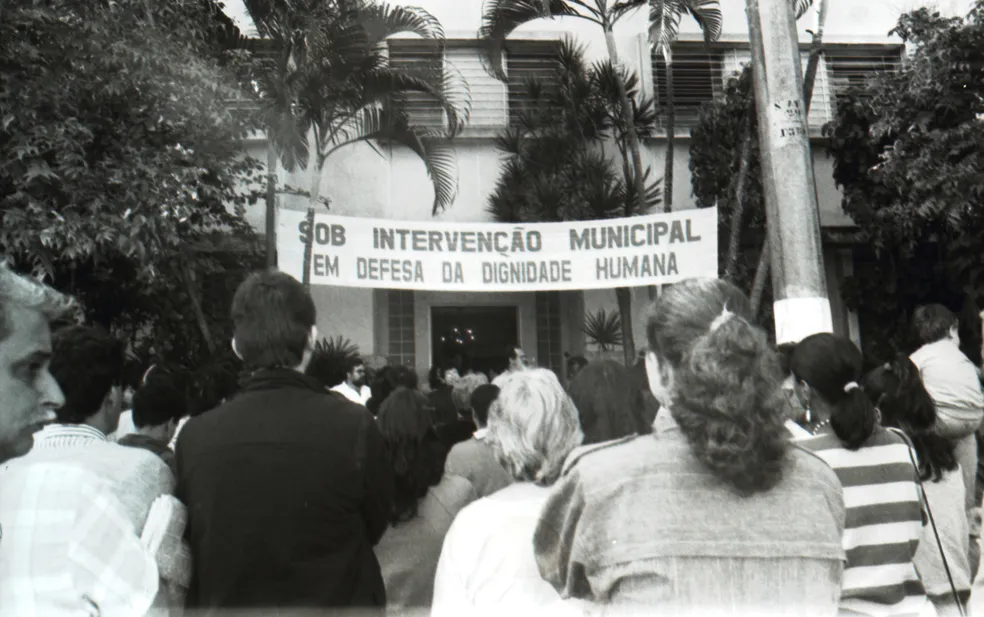 SOB INTERVENÇÃO MUNICIPAL
EM DEFESA DA DIGNIDADE HUMANA